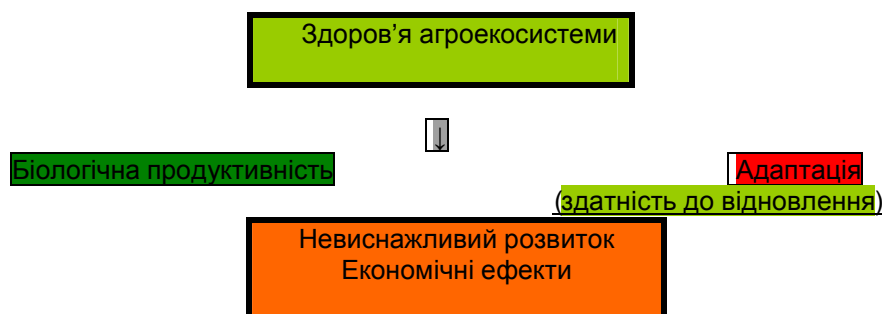 Здоров’я агроекосистеми
↓
Біологічна продуктивність Адаптація
(здатність до відновлення)
Невиснажливий розвиток
Економічні ефекти